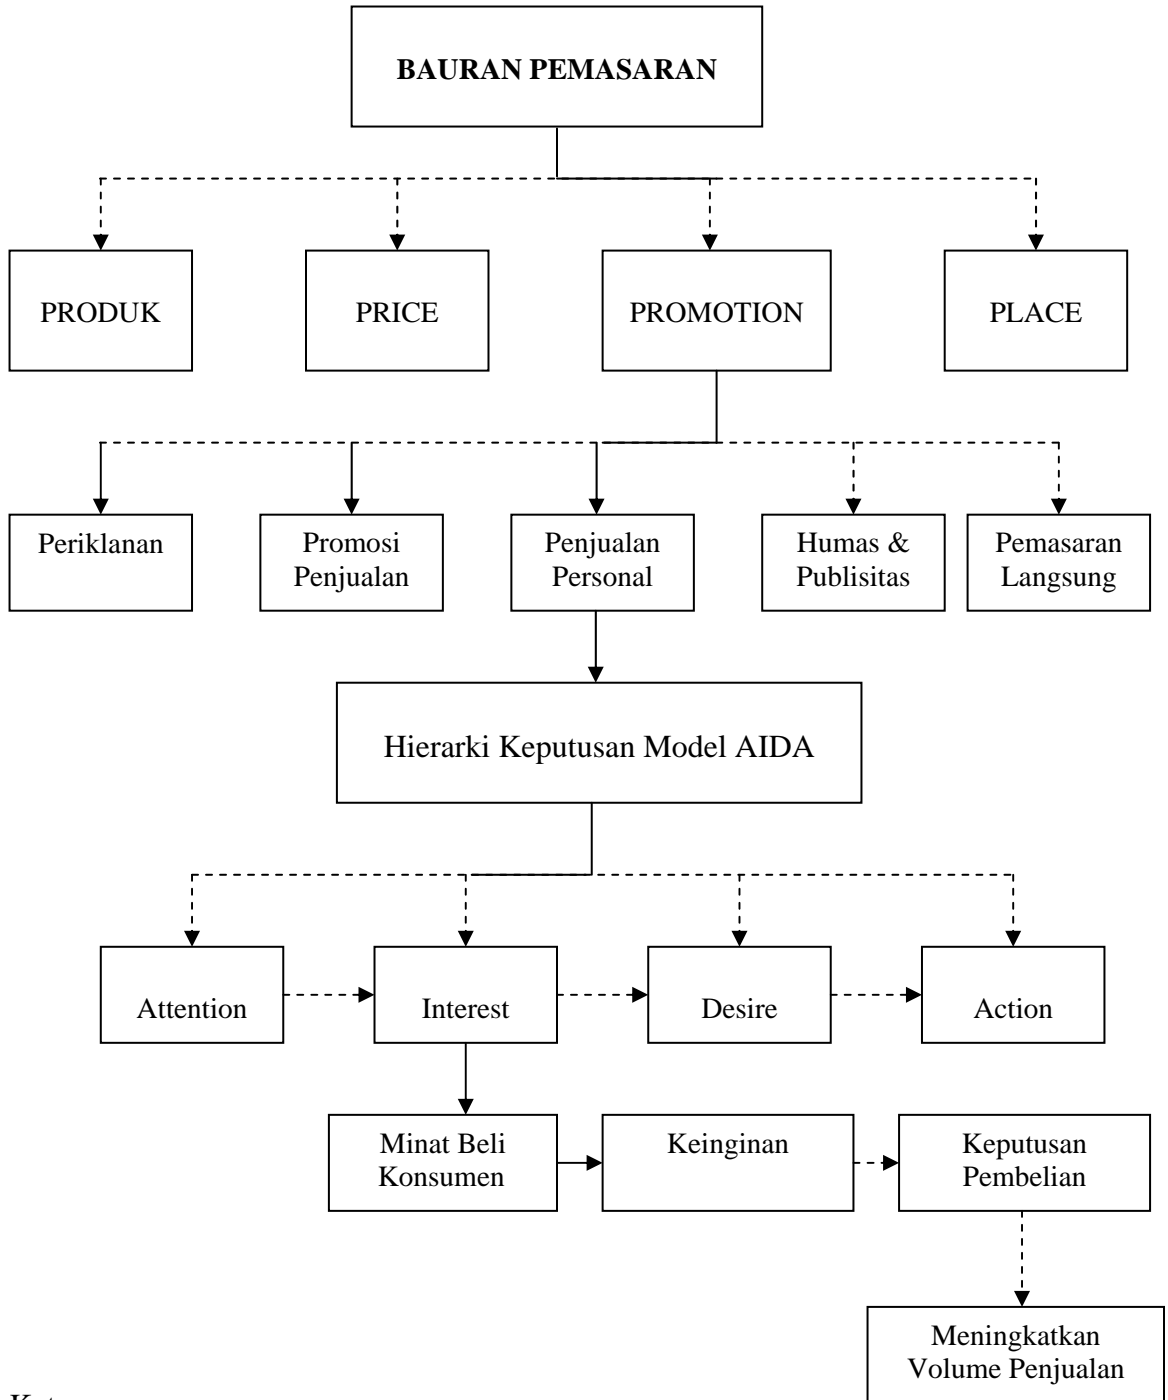 BAURAN PEMASARAN
PRODUK
PRICE
PROMOTION
PLACE
Periklanan
Promosi
Penjualan
Penjualan
Personal
Humas &
Publisitas
Pemasaran
Langsung
Hierarki Keputusan Model AIDA
Attention
Interest
Desire
Action
Minat Beli
Konsumen
Keinginan
Keputusan
Pembelian
Meningkatkan
Volume Penjualan